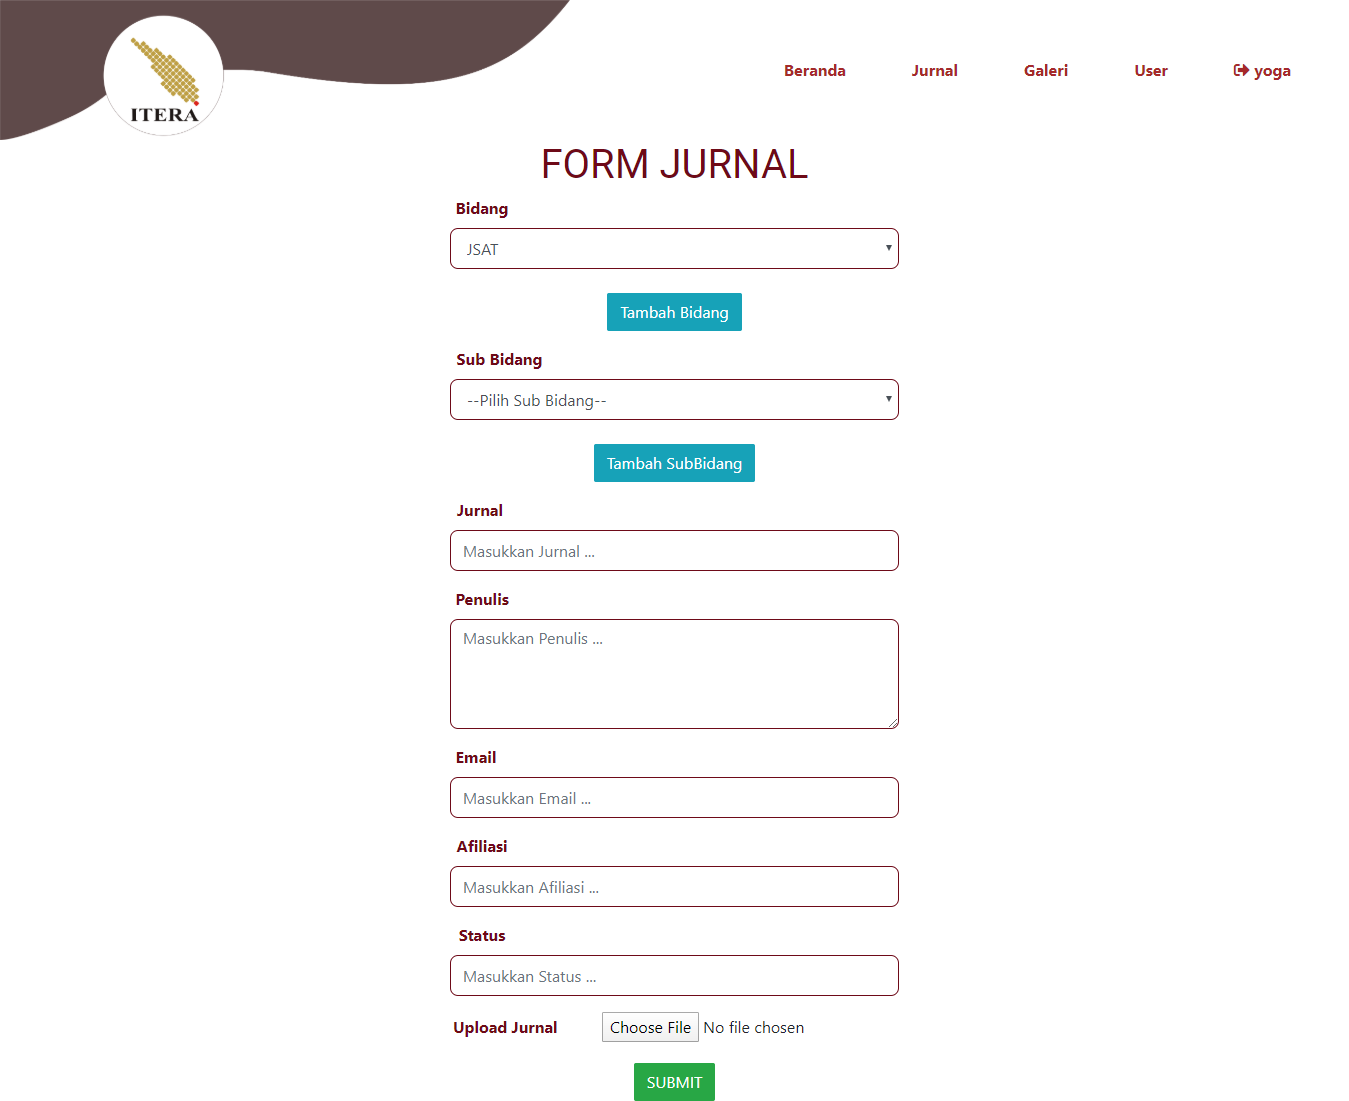 ITERA
Beranda Jurnal Galeri User yoga
FORM JURNAL
Bidang
JSAT
Tambah Bidang
Sub Bidang
--Pilih Sub Bidang--
Tambah SubBidang
Jurnal
Masukkan Jurnal ...
Penulis
Masukkan Penulis ...
Email
Masukkan Email ...
Afiliasi
Masukkan Afiliasi ...
Status
Masukkan Status ...
Upload Jurnal Choose File No file chosen
SUBMIT